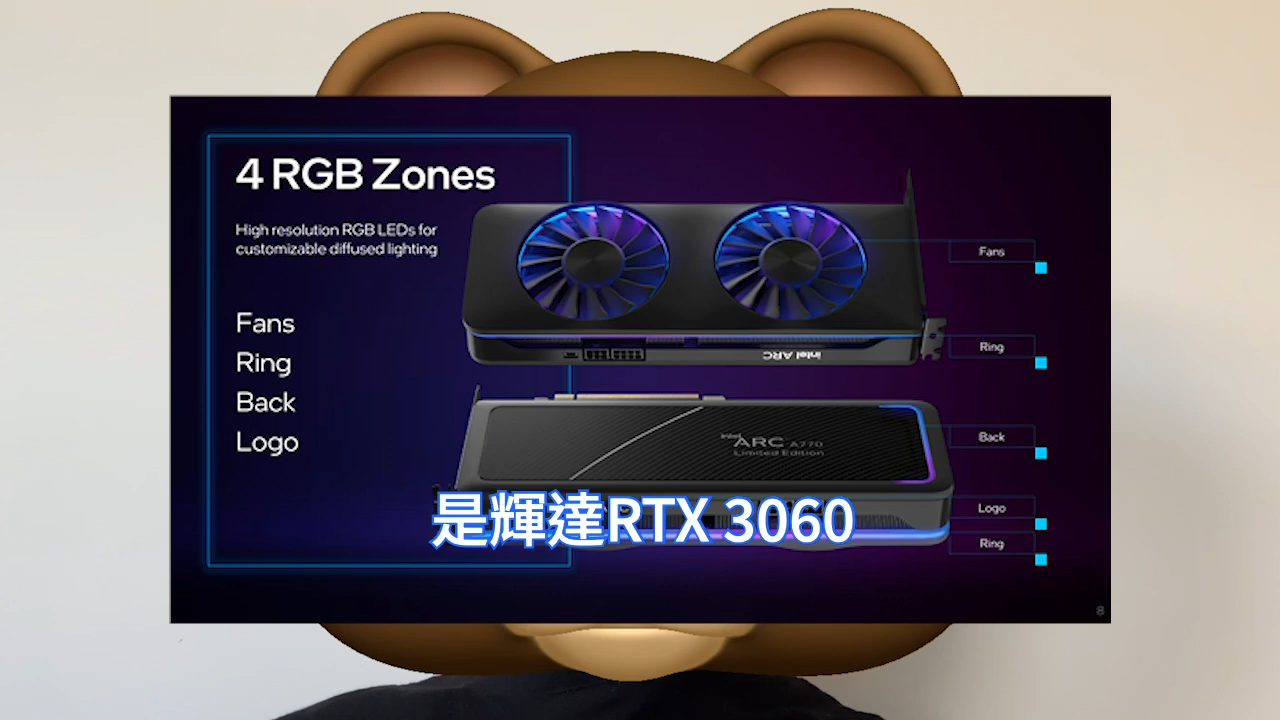 4 RGB Zones
High resolution RGB LEDs for
customizable diffused lighting
Fans
Ring
Back
Logo
intel ARC
intel
ARC A770
Limited Edition
Fans
Ring
Back
Logo
Ring
是輝達RTX 3060
8